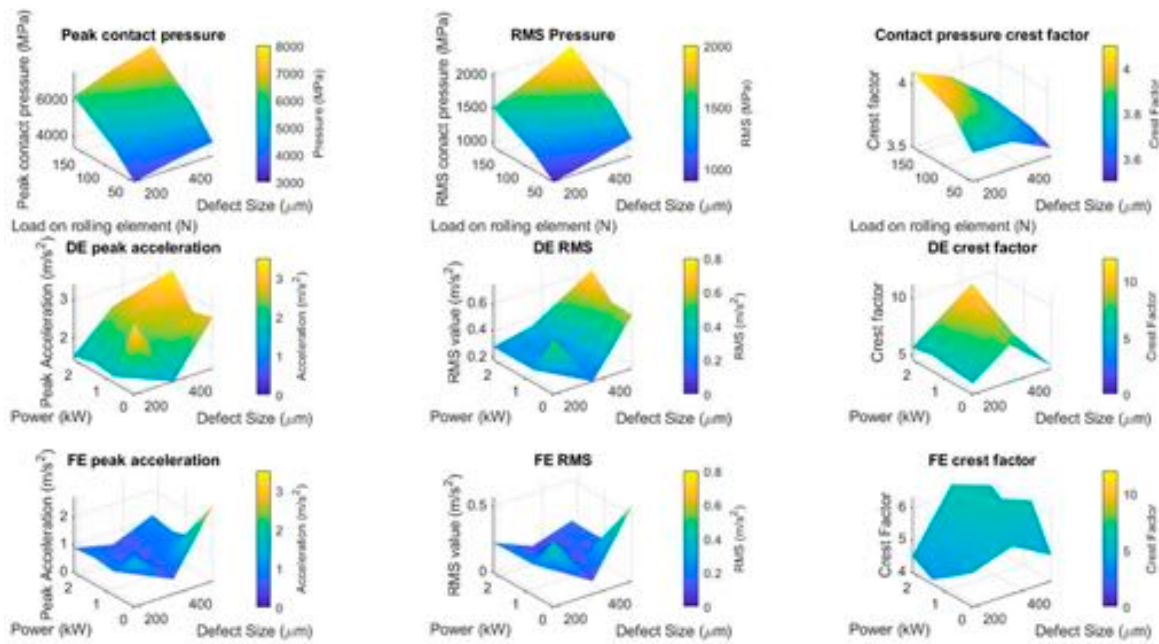 Peak contact pressure
Peak contact pressure (MPa)
6000
4000
150
100
50
200
400
Load on rolling element (N)
Defect Size (μm)
8000
7000
6000
5000
4000
3000
Pressure (MPa)
RMS Pressure
RMS contact pressure (MPa)
2000
1500
1000
150
100
50
200
400
Load on rolling element (N)
Defect Size (μm)
2000
1500
1000
RMS (MPa)
Contact pressure crest factor
Crest factor
4
3.5
150
100
50
200
400
Load on rolling element (N)
Defect Size (μm)
4
3.8
3.6
Crest Factor
DE peak acceleration
Peak Acceleration (m/s²)
3
2
2
1
0
200
400
Power (kW)
Defect Size (μm)
3
2
1
0
Acceleration (m/s²)
DE RMS
RMS value (m/s²)
0.6
0.4
0.2
2
1
0
200
400
Power (kW)
Defect Size (μm)
0.8
0.6
0.4
0.2
0
RMS (m/s²)
DE crest factor
Crest factor
10
5
2
1
0
200
400
Power (kW)
Defect Size (μm)
10
5
0
Crest Factor
FE peak acceleration
Peak Acceleration (m/s²)
2
1
0
2
1
0
200
400
Power (kW)
Defect Size (μm)
3
2
1
0
Acceleration (m/s²)
FE RMS
RMS value (m/s²)
0.5
0
2
1
0
200
400
Power (kW)
Defect Size (μm)
0.8
0.6
0.4
0.2
0
RMS (m/s²)
FE crest factor
Crest Factor
6
5
4
2
1
0
200
400
Power (kW)
Defect Size (μm)
10
5
0
Crest Factor